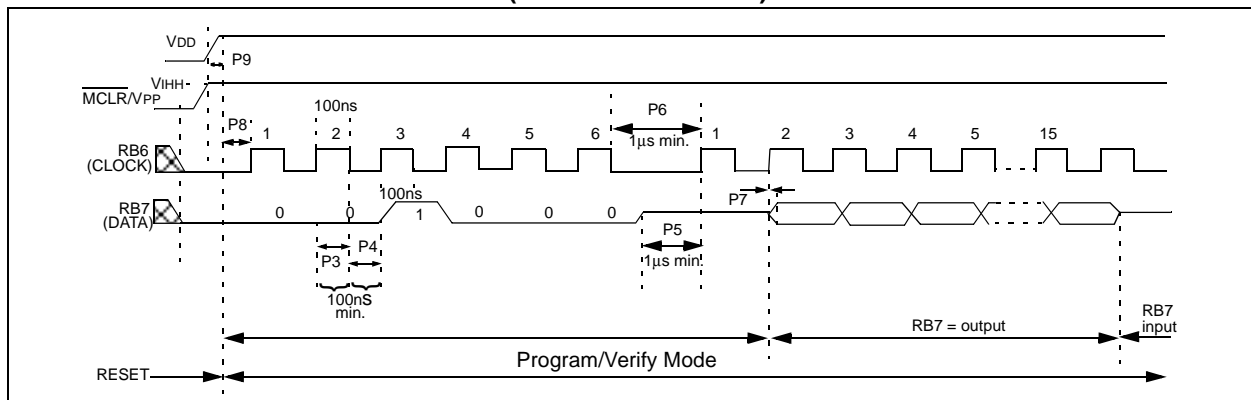 VDD
P9
VIHH
MCLR/VPP
100ns
P6
P8
1 2 3 4 5 6 1µs min. 1 2 3 4 5 15
RB6
(CLOCK)
100ns
P7
RB7
(DATA)
0 0 1 0 0 0
P5
P4
P3
1µs min.
100ns
min.
RB7 = output
RB7
input
Program/Verify Mode
RESET